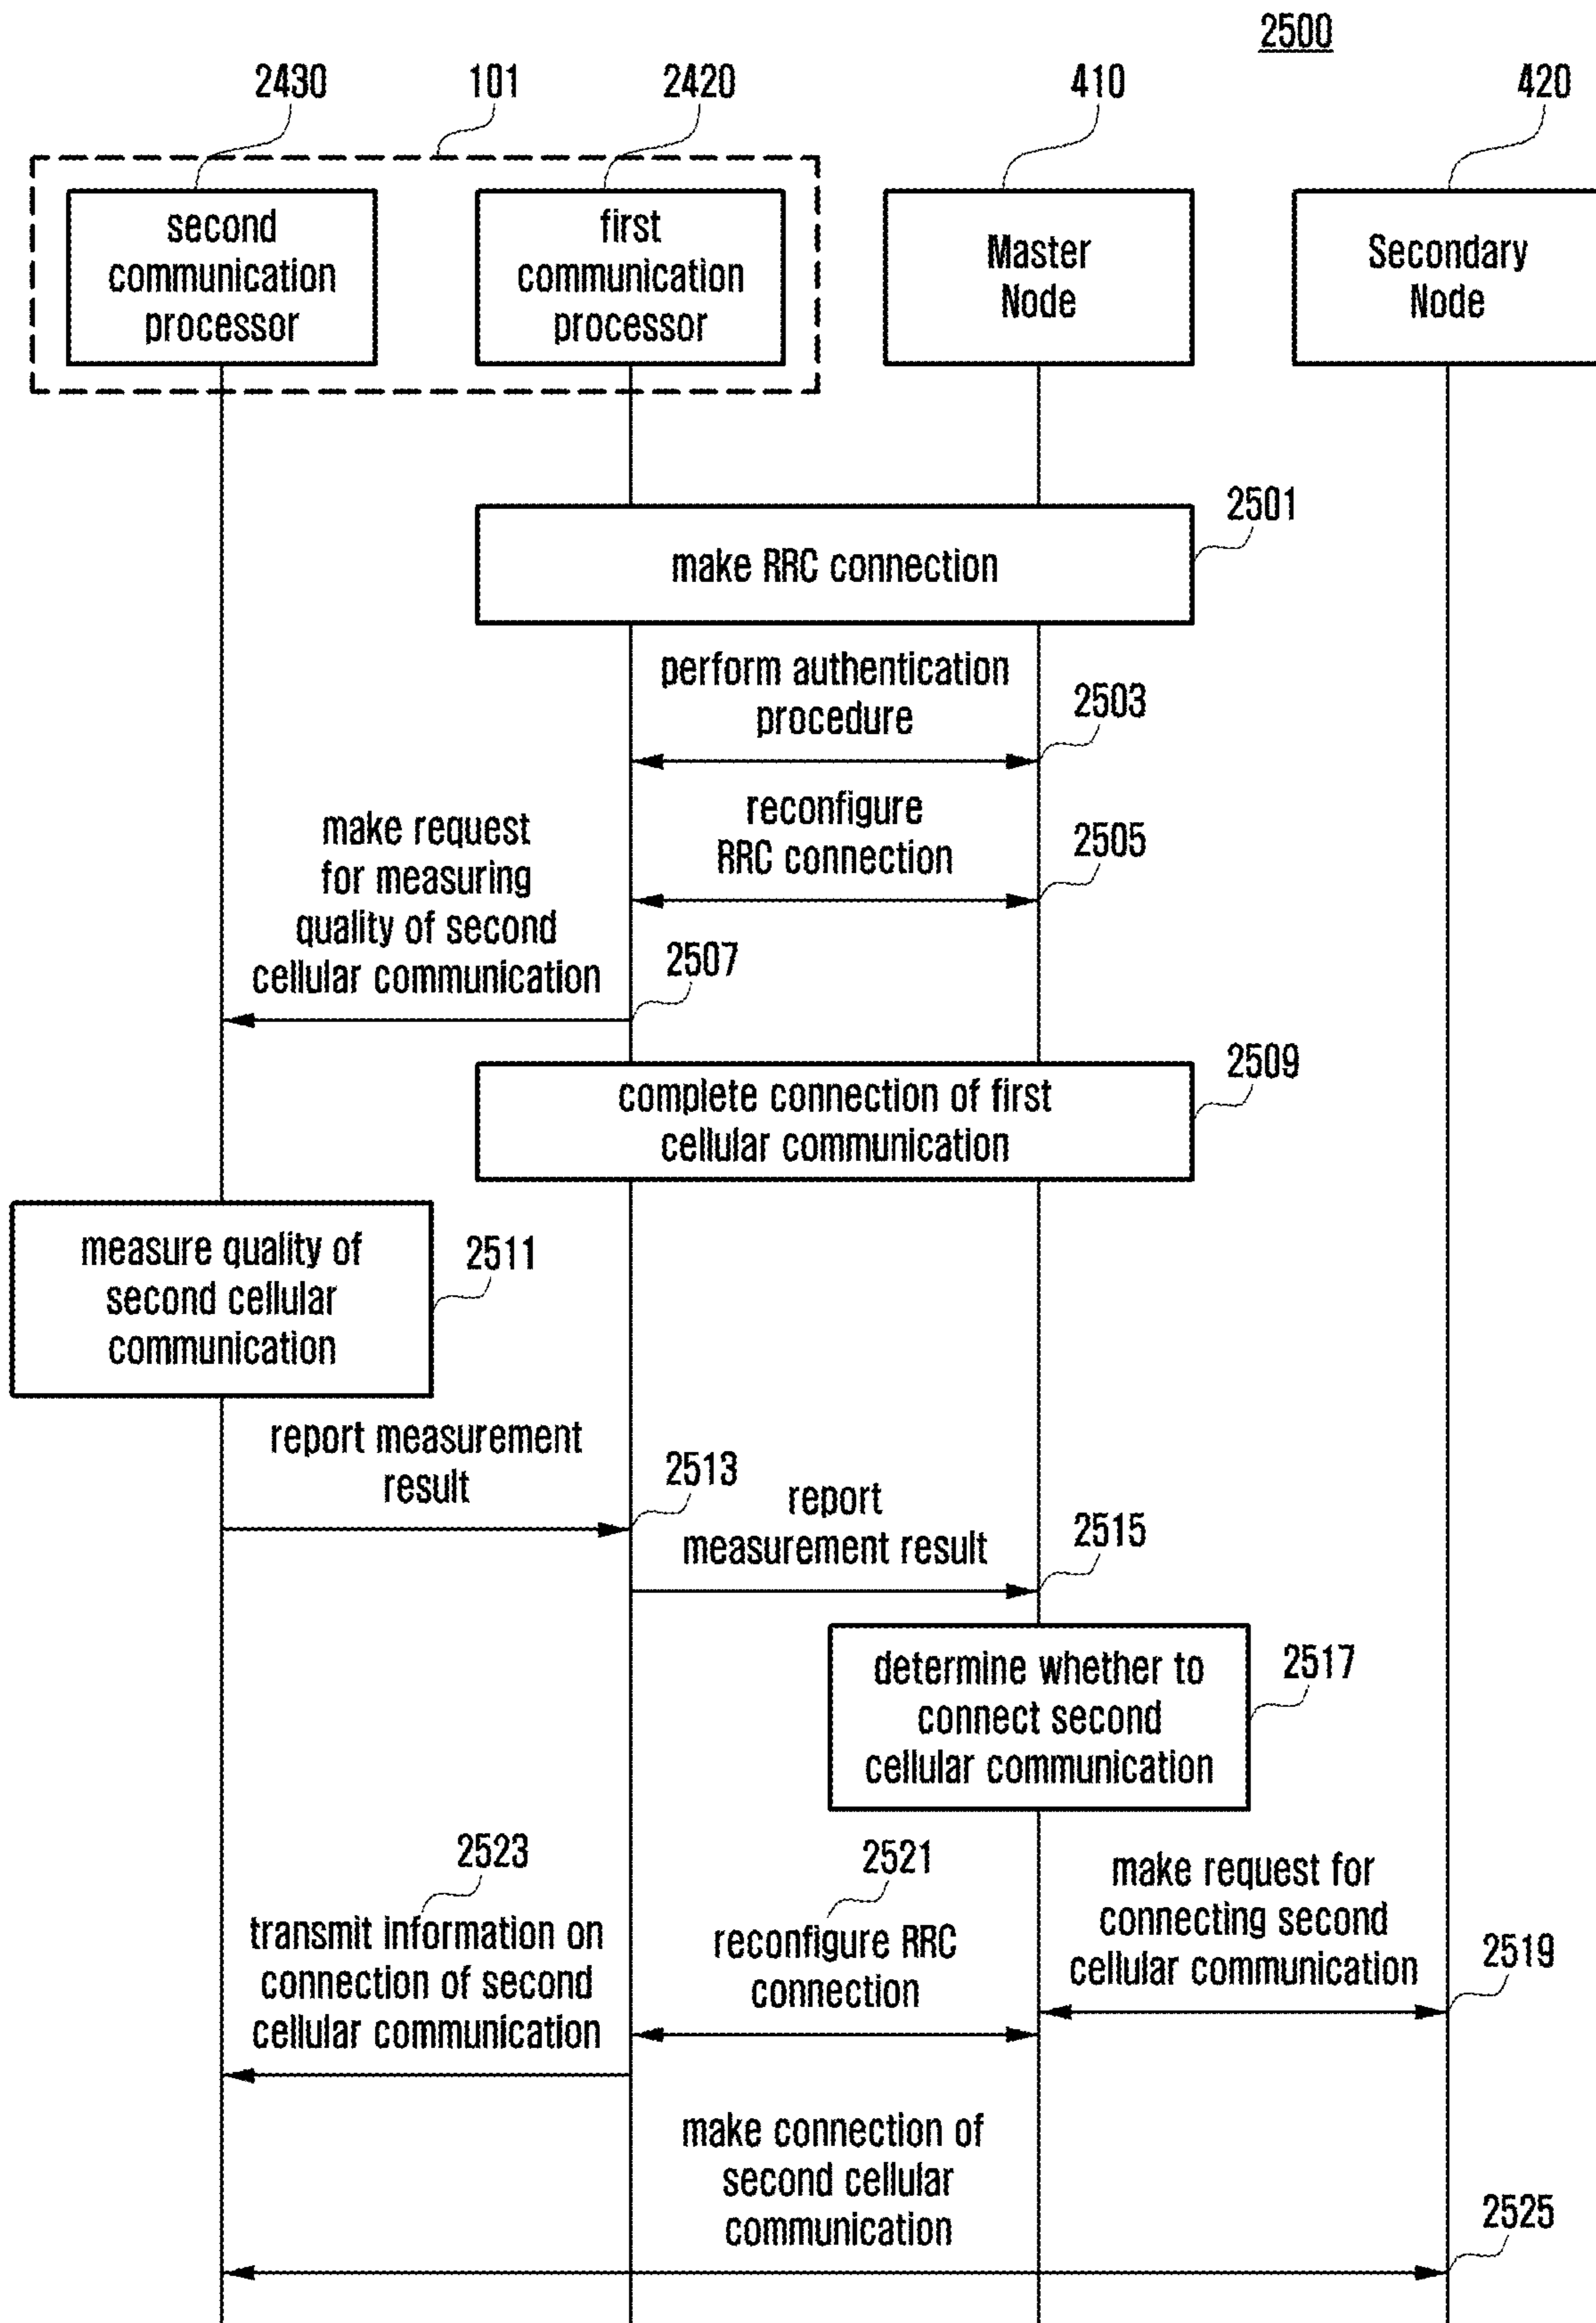 2500
2430
101
2420
410
420
second
communication
processor
first
communication
processor
Master
Node
Secondary
Node
2501
make RRC connection
perform authentication
procedure
2503
reconfigure
RRC connection
2505
make request
for measuring
quality of second
cellular communication
2507
2509
complete connection of first
cellular communication
measure quality of
second cellular
communication
2511
report measurement
result
2513
report
measurement result
2515
determine whether to
connect second
cellular communication
2517
2523
transmit information on
connection of second
cellular communication
2521
reconfigure RRC
connection
make request for
connecting second
cellular communication
2519
make connection of
second cellular
communication
2525